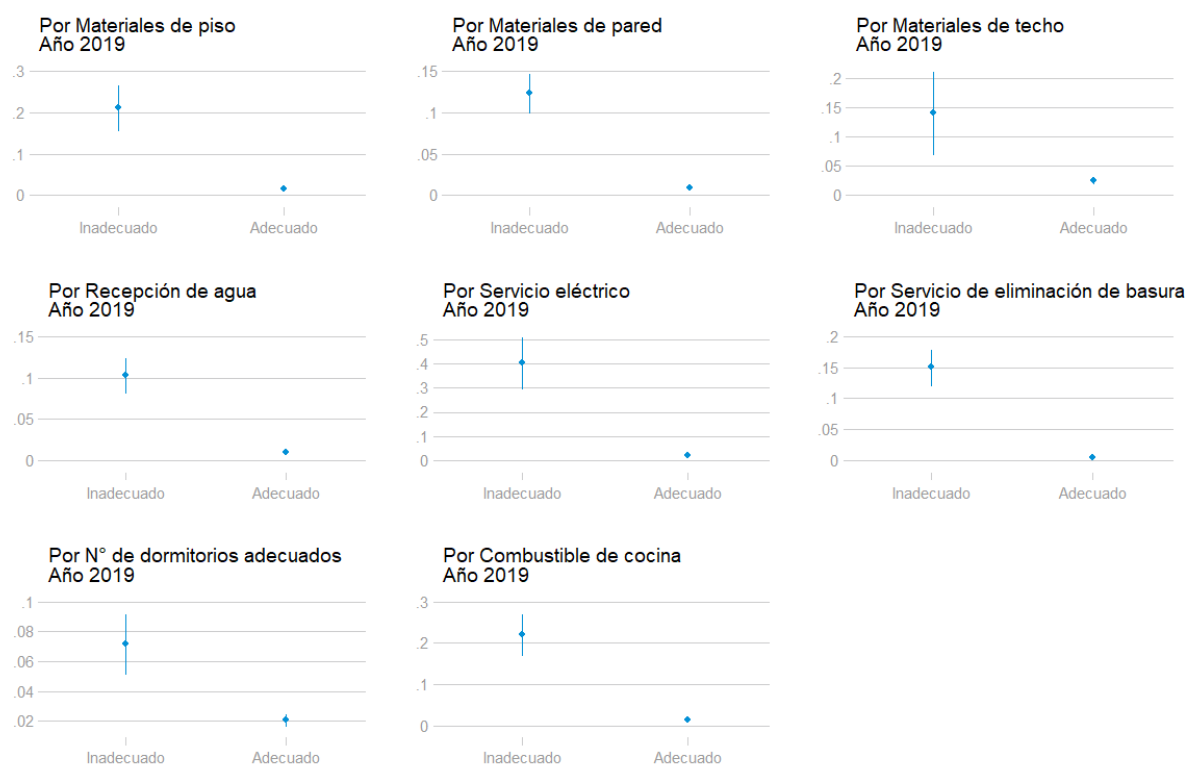 Por Materiales de piso
Año 2019
.3
.2
.1
0
Inadecuado
Adecuado
Por Materiales de pared
Año 2019
.15
.1
.05
0
Inadecuado
Adecuado
Por Materiales de techo
Año 2019
.2
.15
.1
.05
0
Inadecuado
Adecuado
Por Recepción de agua
Año 2019
.15
.1
.05
0
Inadecuado
Adecuado
Por Servicio eléctrico
Año 2019
.5
.4
.3
.2
.1
0
Inadecuado
Adecuado
Por Servicio de eliminación de basura
Año 2019
.2
.15
.1
.05
0
Inadecuado
Adecuado
Por N° de dormitorios adecuados
Año 2019
.1
.08
.06
.04
.02
Inadecuado
Adecuado
Por Combustible de cocina
Año 2019
.3
.2
.1
0
Inadecuado
Adecuado